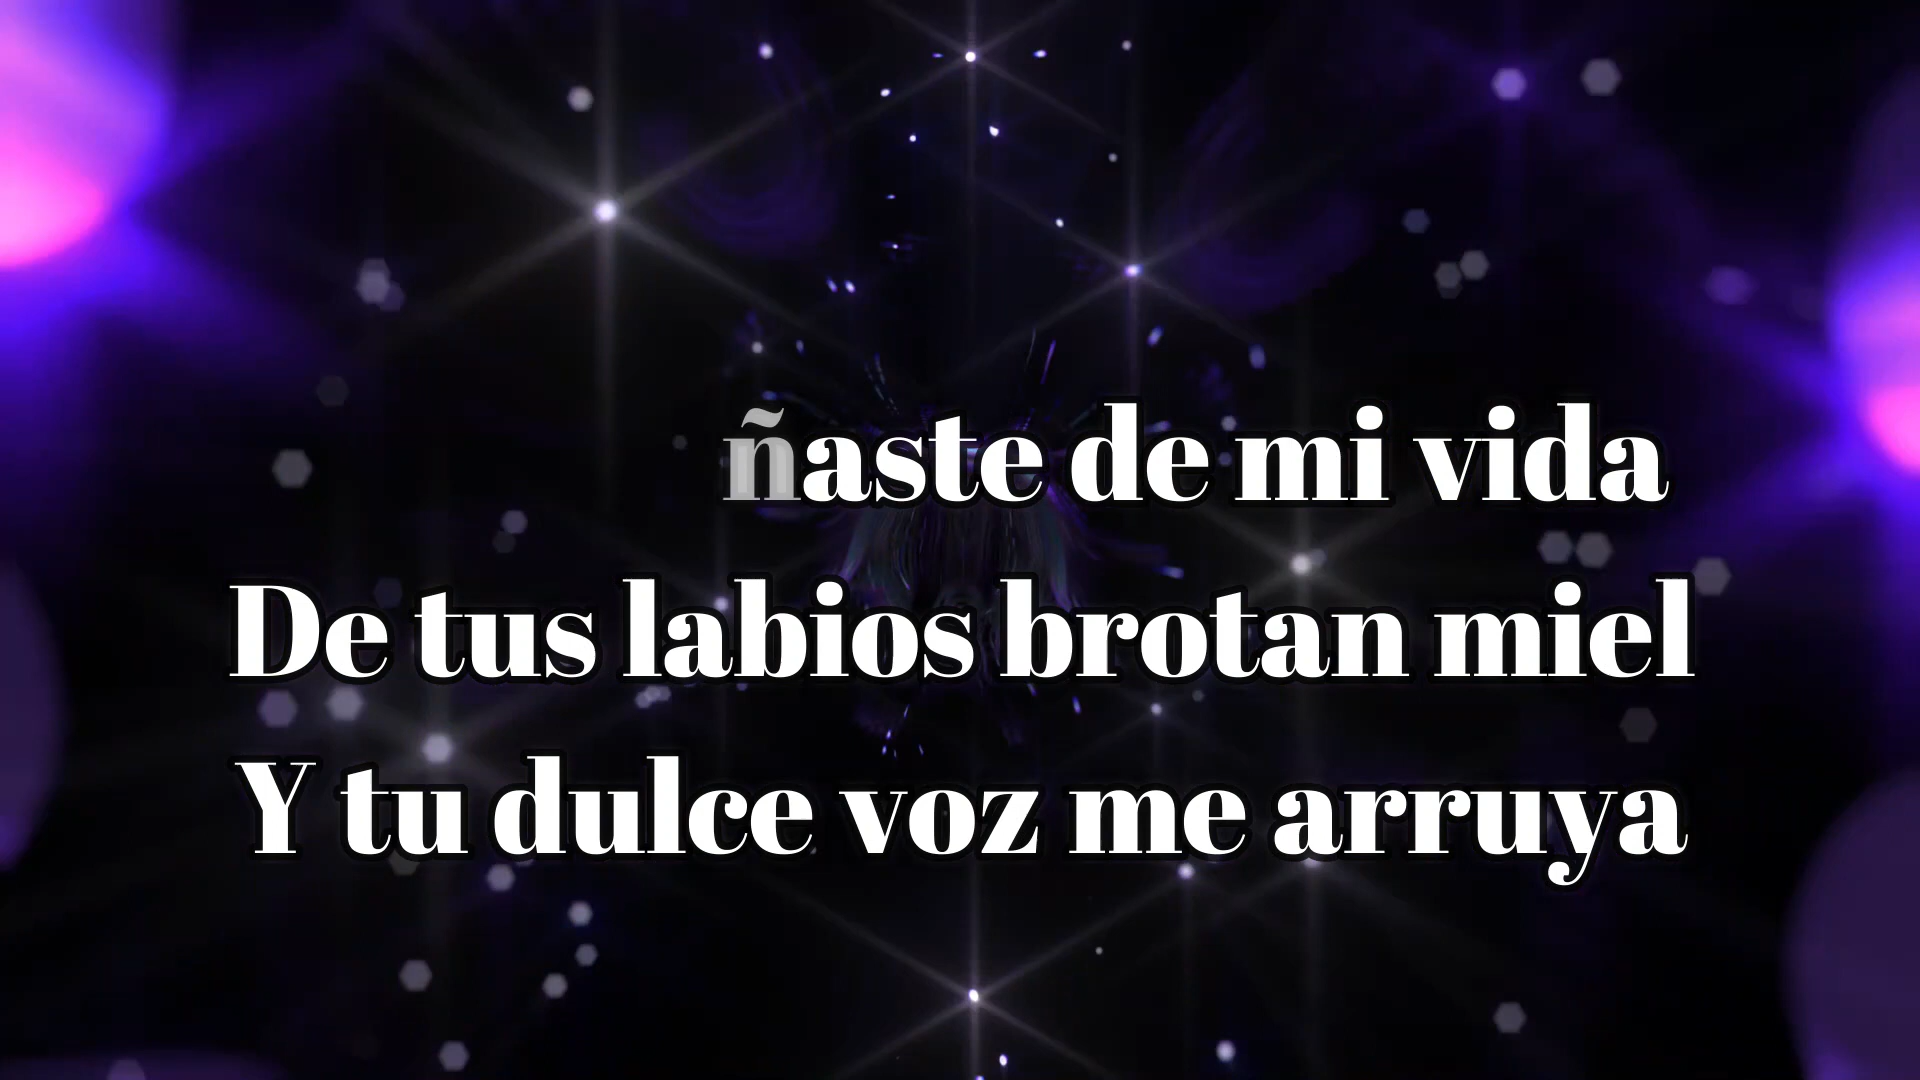 ñaste de mi vida
De tus labios brotan miel
Y tu dulce voz me arruya